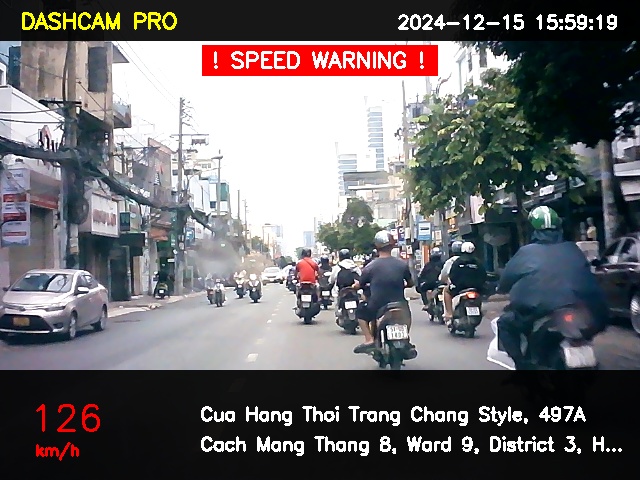 DASHCAM PRO
2024-12-15 15:59:19
! SPEED WARNING !
126
km/h
Cua Hang Thoi Trang Chang Style, 497A
Cach Mang Thang 8, Ward 9, District 3, H...